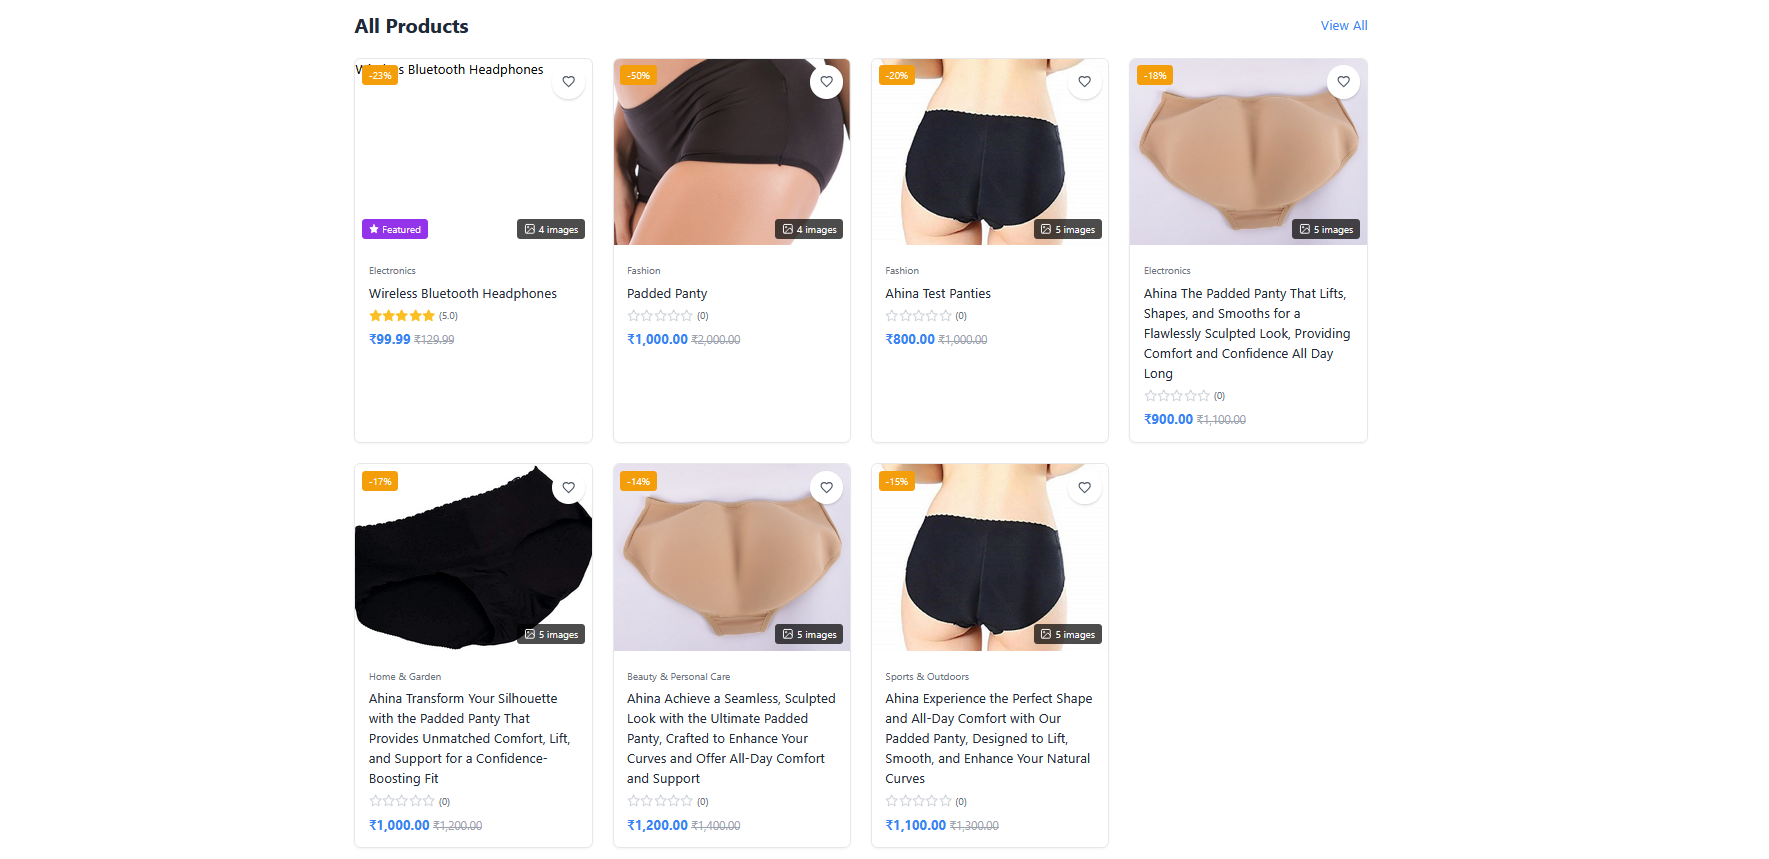 All Products
View All
-23%
Wireless Bluetooth Headphones
Featured
4 images
Electronics
Wireless Bluetooth Headphones
(5.0)
₹99.99 ₹129.99
-50%
4 images
Fashion
Padded Panty
(0)
₹1,000.00 ₹2,000.00
-20%
5 images
Fashion
Ahina Test Panties
(0)
₹800.00 ₹1,000.00
-18%
5 images
Electronics
Ahina The Padded Panty That Lifts,
Shapes, and Smooths for a
Flawlessly Sculpted Look, Providing
Comfort and Confidence All Day
Long
(0)
₹900.00 ₹1,100.00
-17%
5 images
Home & Garden
Ahina Transform Your Silhouette
with the Padded Panty That
Provides Unmatched Comfort, Lift,
and Support for a Confidence-
Boosting Fit
(0)
₹1,000.00 ₹1,200.00
-14%
5 images
Beauty & Personal Care
Ahina Achieve a Seamless, Sculpted
Look with the Ultimate Padded
Panty, Crafted to Enhance Your
Curves and Offer All-Day Comfort
and Support
(0)
₹1,200.00 ₹1,400.00
-15%
5 images
Sports & Outdoors
Ahina Experience the Perfect Shape
and All-Day Comfort with Our
Padded Panty, Designed to Lift,
Smooth, and Enhance Your Natural
Curves
(0)
₹1,100.00 ₹1,300.00